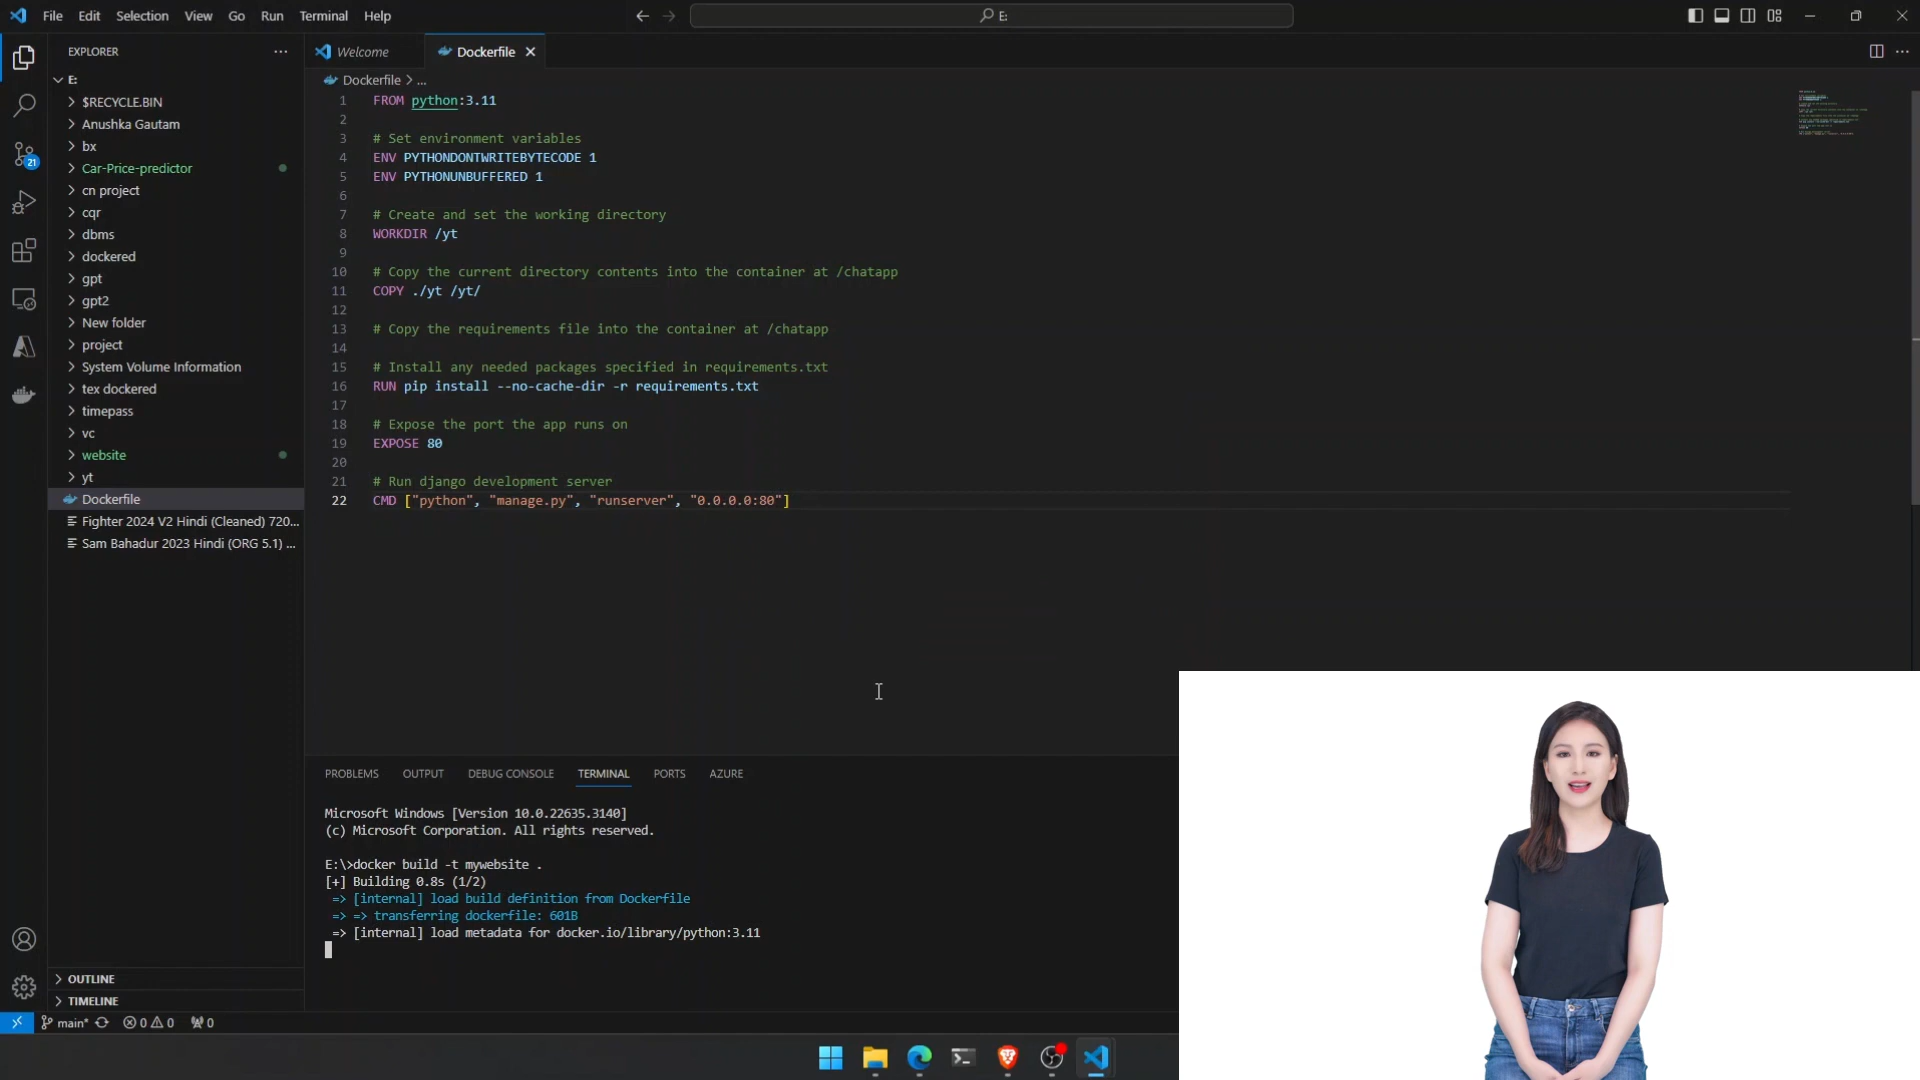 File Edit Selection View Go Run Terminal Help
E:
EXPLORER
Welcome
Dockerfile
E:
Dockerfile > ...
$RECYCLE.BIN
Anushka Gautam
bx
Car-Price-predictor
cn project
cqr
dbms
dockered
gpt
gpt2
New folder
project
System Volume Information
tex dockered
timepass
vc
website
yt
Dockerfile
Fighter 2024 V2 Hindi (Cleaned) 720...
Sam Bahadur 2023 Hindi (ORG 5.1) ...
21
OUTLINE
TIMELINE
1 FROM python:3.11
2
3 # Set environment variables
4 ENV PYTHONDONTWRITEBYTECODE 1
5 ENV PYTHONUNBUFFERED 1
6
7 # Create and set the working directory
8 WORKDIR /yt
9
10 # Copy the current directory contents into the container at /chatapp
11 COPY ./yt /yt/
12
13 # Copy the requirements file into the container at /chatapp
14
15 # Install any needed packages specified in requirements.txt
16 RUN pip install --no-cache-dir -r requirements.txt
17
18 # Expose the port the app runs on
19 EXPOSE 80
20
21 # Run django development server
22 CMD ["python", "manage.py", "runserver", "0.0.0.0:80"]
PROBLEMS OUTPUT DEBUG CONSOLE TERMINAL PORTS AZURE
Microsoft Windows [Version 10.0.22635.3140]
(c) Microsoft Corporation. All rights reserved.
E:\>docker build -t mywebsite .
[+] Building 0.8s (1/2)
=> [internal] load build definition from Dockerfile
=> => transferring dockerfile: 601B
=> [internal] load metadata for docker.io/library/python:3.11
main* 0 0 0